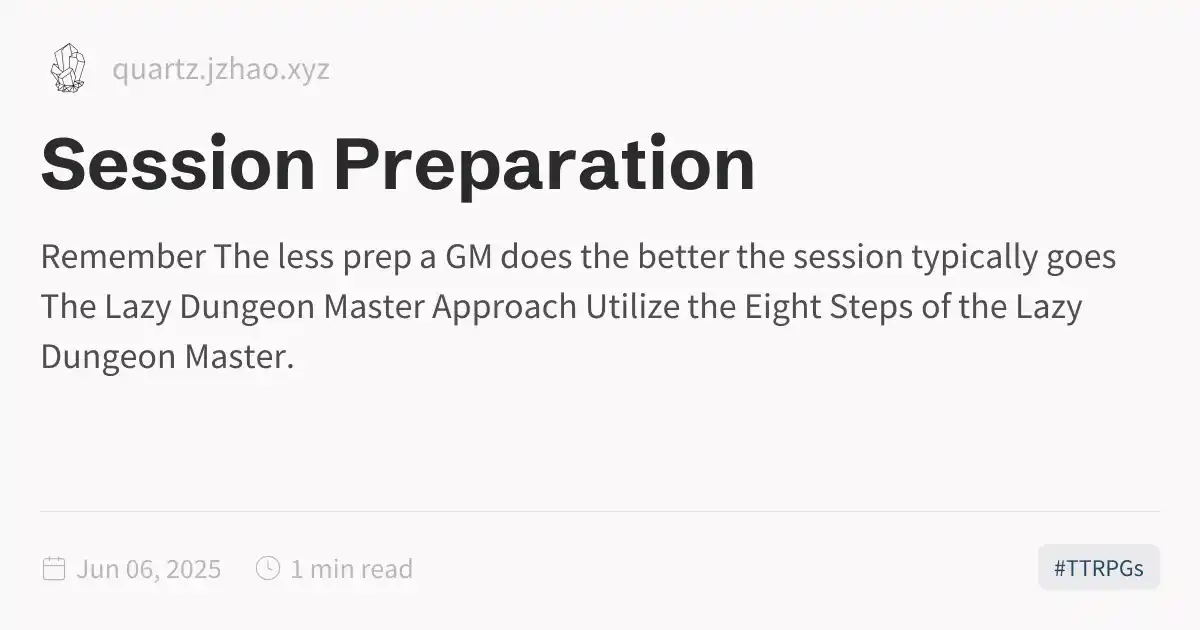 quartz.jzhao.xyz
Session Preparation
Remember The less prep a GM does the better the session typically goes
The Lazy Dungeon Master Approach Utilize the Eight Steps of the Lazy
Dungeon Master.
Jun 06, 2025
1 min read
#TTRPGs